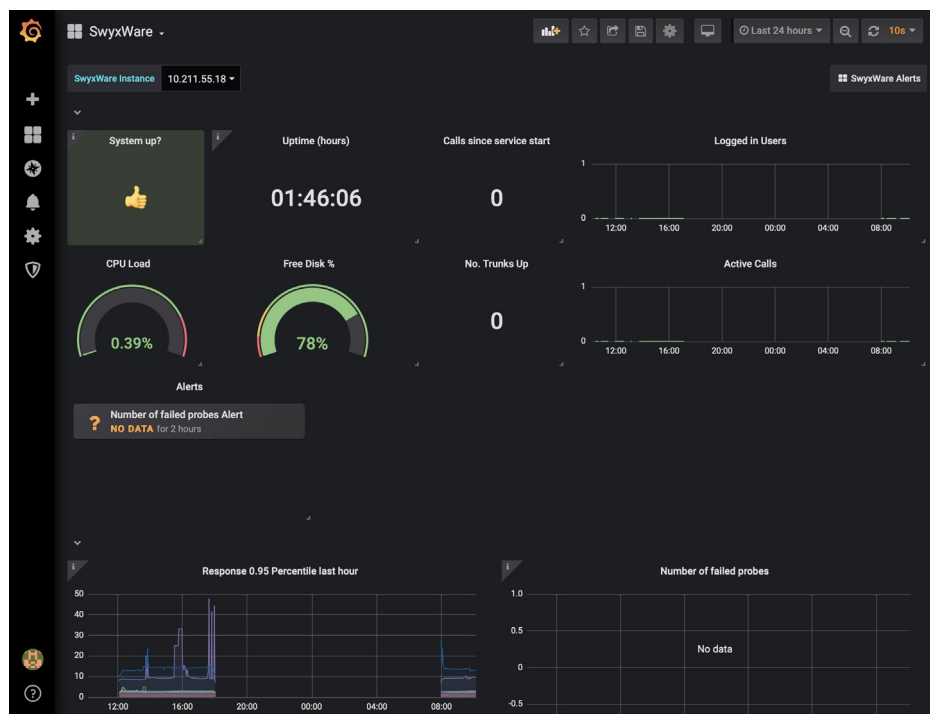 SwyxWare
Last 24 hours
10s
SwyxWare Instance
10.211.55.18
SwyxWare Alerts
System up?
Uptime (hours)
01:46:06
Calls since service start
0
Logged in Users
1
0
12:00 16:00 20:00 00:00 04:00 08:00
CPU Load
0.39%
Free Disk %
78%
No. Trunks Up
0
Active Calls
1
0
12:00 16:00 20:00 00:00 04:00 08:00
Alerts
Number of failed probes Alert
NO DATA for 2 hours
Response 0.95 Percentile last hour
50
40
30
20
10
0
12:00 16:00 20:00 00:00 04:00 08:00
Number of failed probes
1.0
0.5
0
-0.5
No data